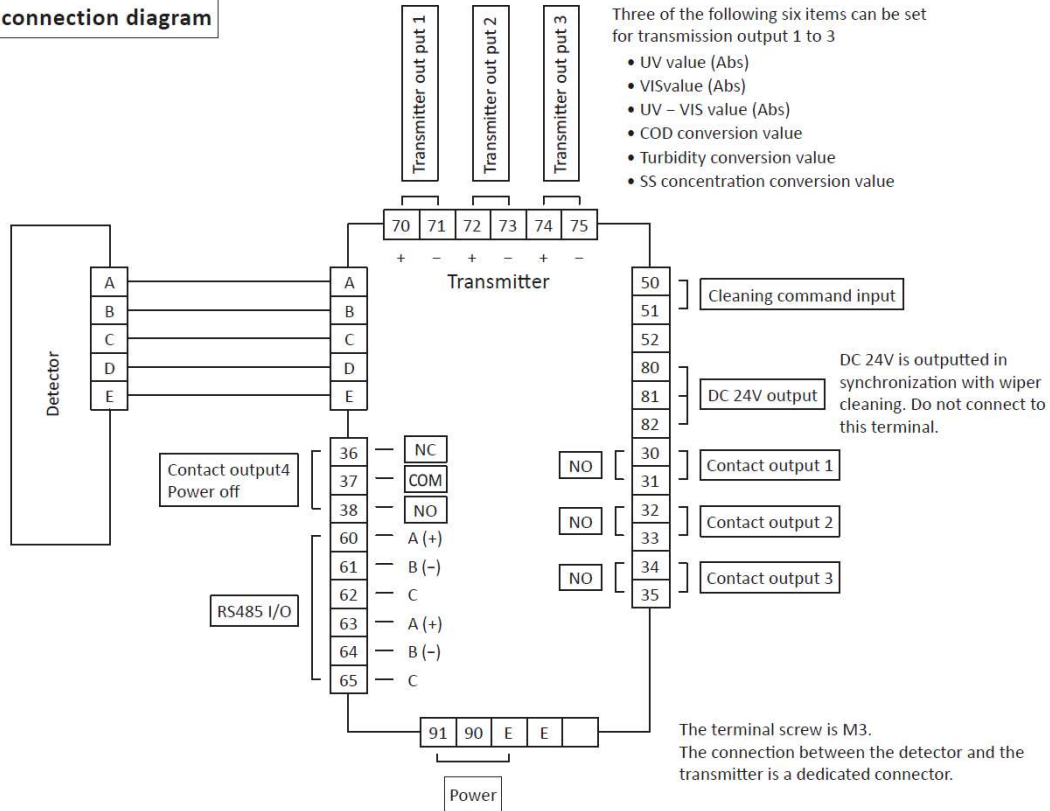 connection diagram
Transmitter out put 1
Transmitter out put 2
Transmitter out put 3
Three of the following six items can be set
for transmission output 1 to 3
• UV value (Abs)
• VISvalue (Abs)
• UV – VIS value (Abs)
• COD conversion value
• Turbidity conversion value
• SS concentration conversion value
70 71 72 73 74 75
+ − + − + −
Transmitter
Detector
A
B
C
D
E
A
B
C
D
E
Contact output4
Power off
36 NC
37 COM
38 NO
RS485 I/O
60 A (+)
61 B (−)
62 C
63 A (+)
64 B (−)
65 C
50
51
Cleaning command input
52
80
81
82
DC 24V output
DC 24V is outputted in
synchronization with wiper
cleaning. Do not connect to
this terminal.
NO
30
31
Contact output 1
NO
32
33
Contact output 2
NO
34
35
Contact output 3
91 90 E E
Power
The terminal screw is M3.
The connection between the detector and the
transmitter is a dedicated connector.